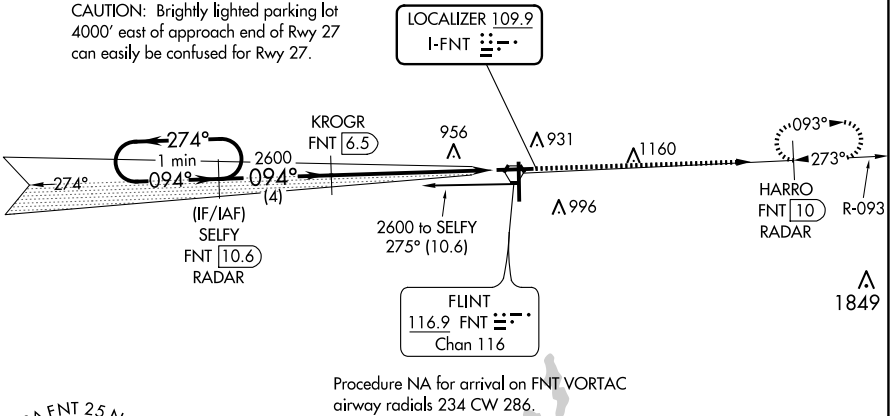 CAUTION: Brightly lighted parking lot
4000' east of approach end of Rwy 27
can easily be confused for Rwy 27.
LOCALIZER 109.9
I-FNT
KROGR
FNT 6.5
956
931
1160
093°
274°
1 min
2600
094°
094°
273°
274°
(4)
HARRO
FNT 10
RADAR
R-093
(IF/IAF)
SELFY
FNT 10.6
RADAR
2600 to SELFY
275° (10.6)
996
1849
FLINT
116.9 FNT
Chan 116
Procedure NA for arrival on FNT VORTAC
airway radials 234 CW 286.
FNT 25